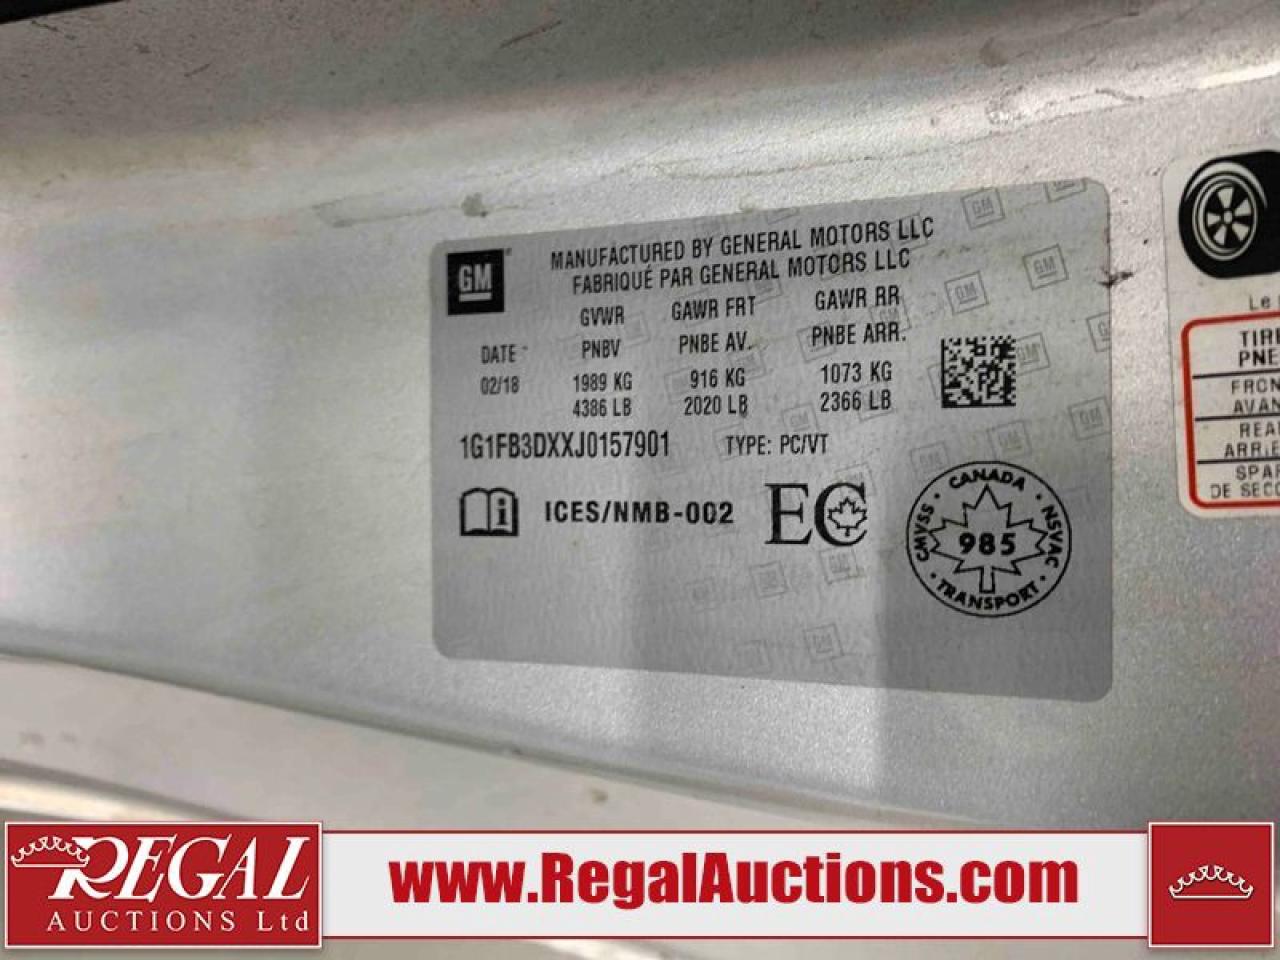 GM
MANUFACTURED BY GENERAL MOTORS LLC
FABRIQUÉ PAR GENERAL MOTORS LLC
GVWR GAWR FRT GAWR RR
DATE PNBV PNBE AV. PNBE ARR.
02/18 1989 KG 916 KG 1073 KG
4386 LB 2020 LB 2366 LB
1G1FB3DXXJ0157901 TYPE: PC/VT
ICES/NMB-002 EC
CANADA
CMVSS 985 NSVAC
TRANSPORT
Le
TIRE
PNE
FRON
AVAN
REA
ARRIE
SPAR
DE SECO
REGAL
AUCTIONS Ltd
www.RegalAuctions.com